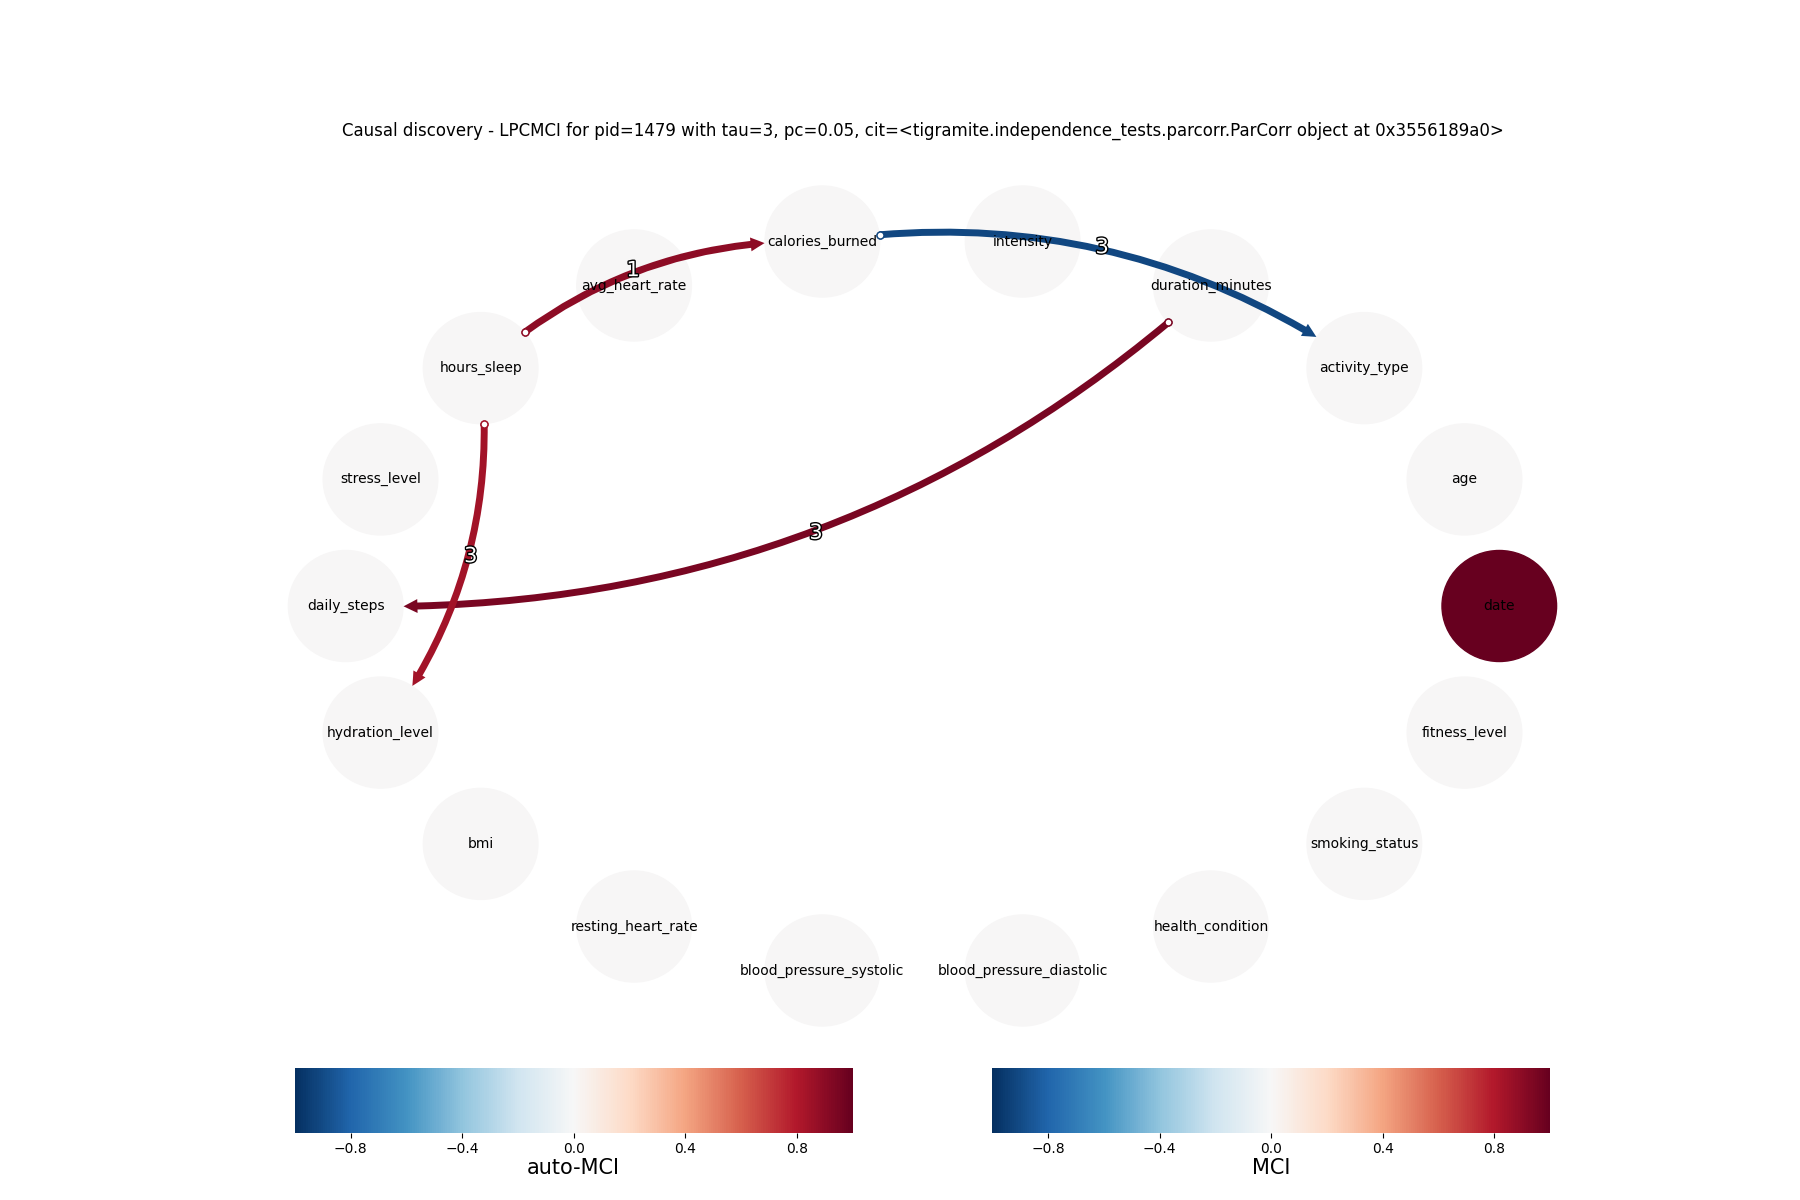 Causal discovery - LPCMCI for pid=1479 with tau=3, pc=0.05, cit=<tigramite.independence_tests.parcorr.ParCorr object at 0x3556189a0>
calories_burned
intensity
3
1
avg_heart_rate
duration_minutes
hours_sleep
activity_type
stress_level
age
3
3
daily_steps
date
hydration_level
fitness_level
bmi
smoking_status
resting_heart_rate
health_condition
blood_pressure_systolic
blood_pressure_diastolic
−0.8 −0.4 0.0 0.4 0.8
auto-MCI
−0.8 −0.4 0.0 0.4 0.8
MCI